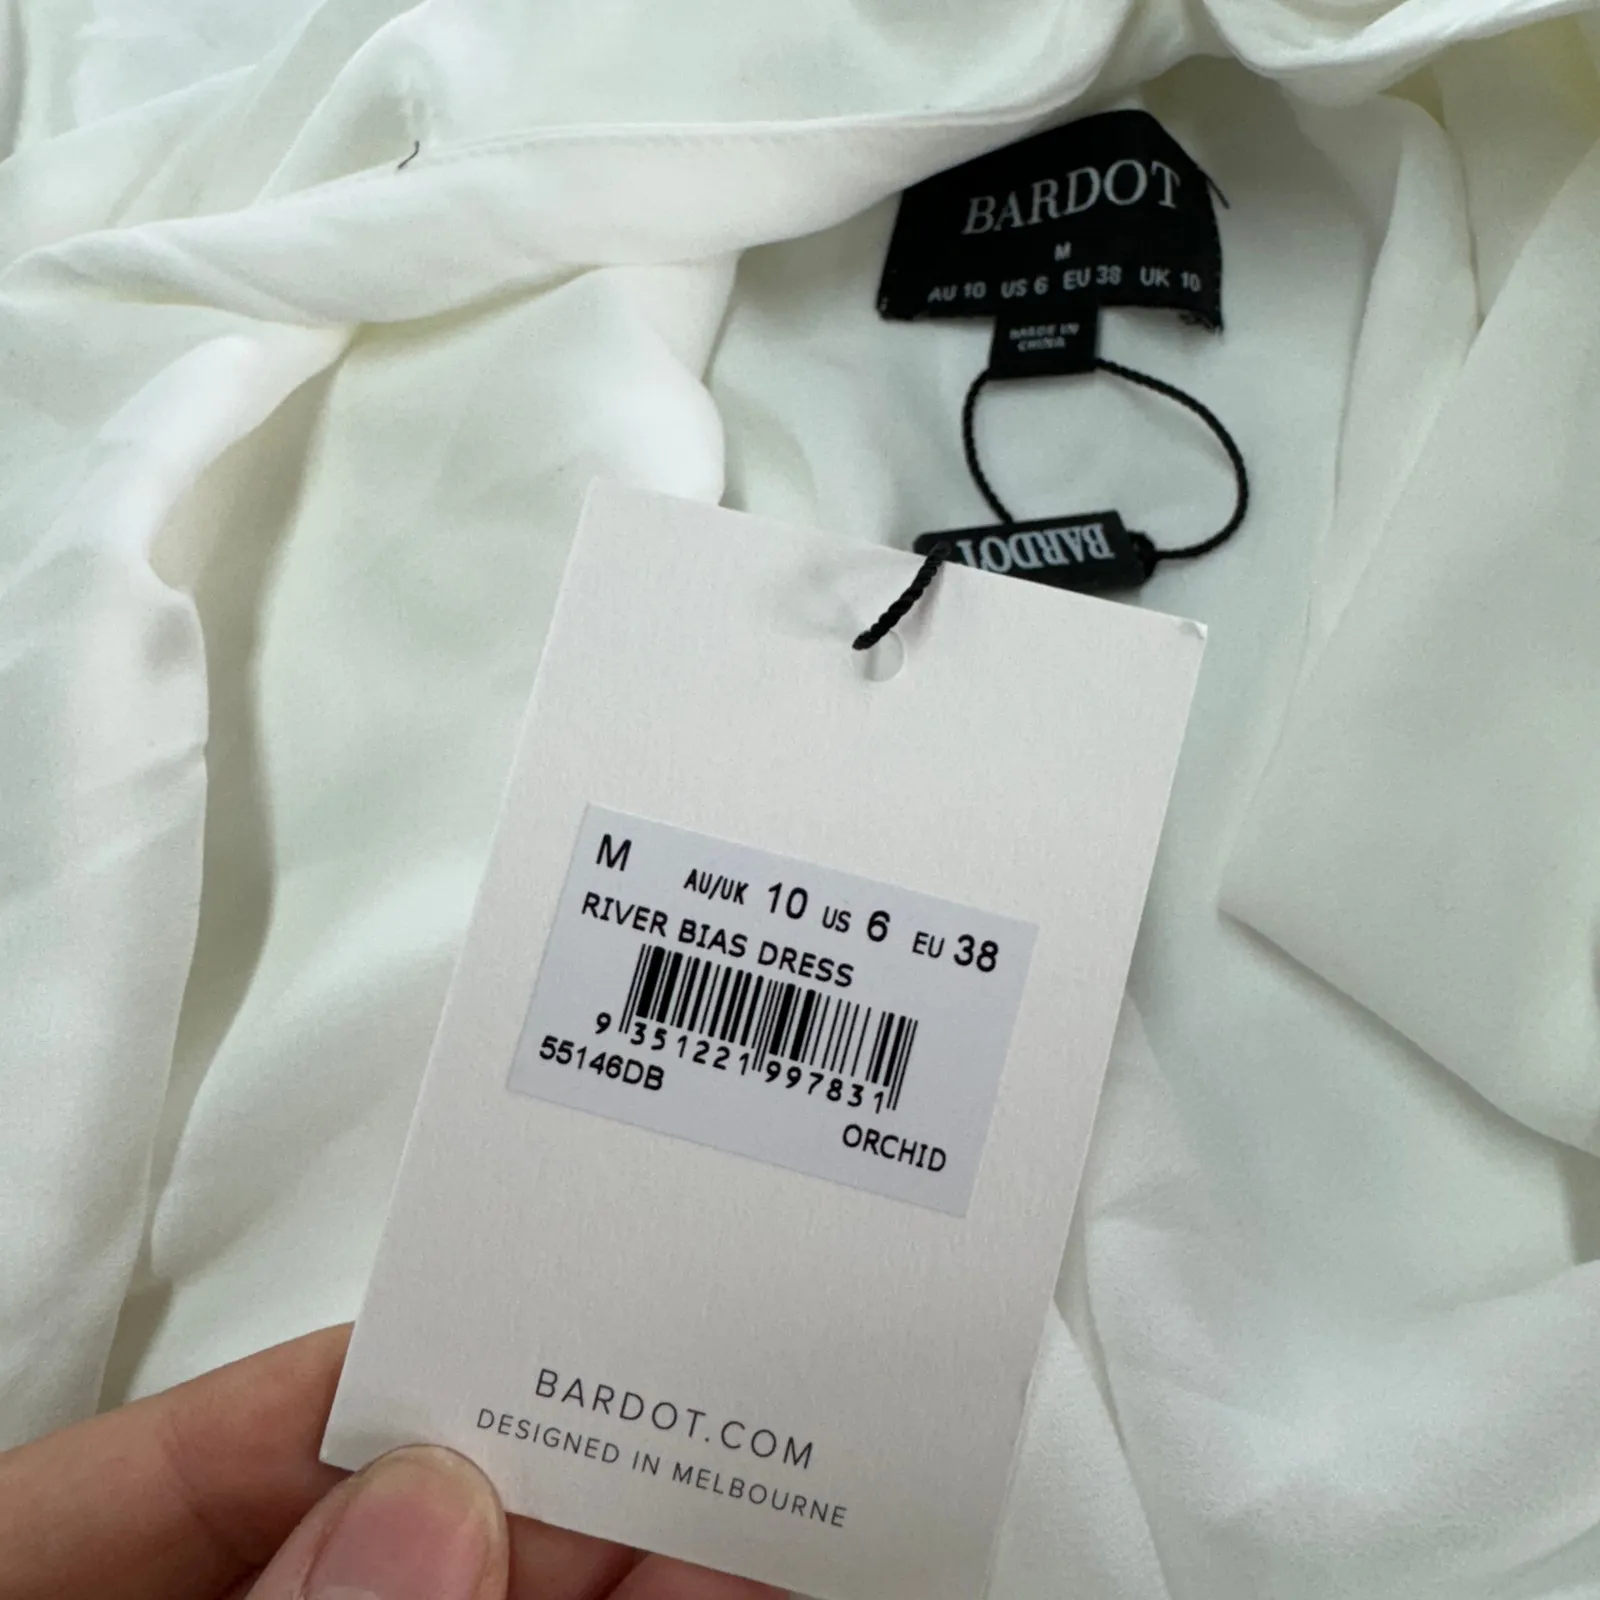 BARDOT
M
AU 10 US 6 EU 38 UK 10
MADE IN
CHINA
BARDOT
M AU/UK 10 US 6 EU 38
RIVER BIAS DRESS
9 351221 997831
55146DB
ORCHID
BARDOT.COM
DESIGNED IN MELBOURNE